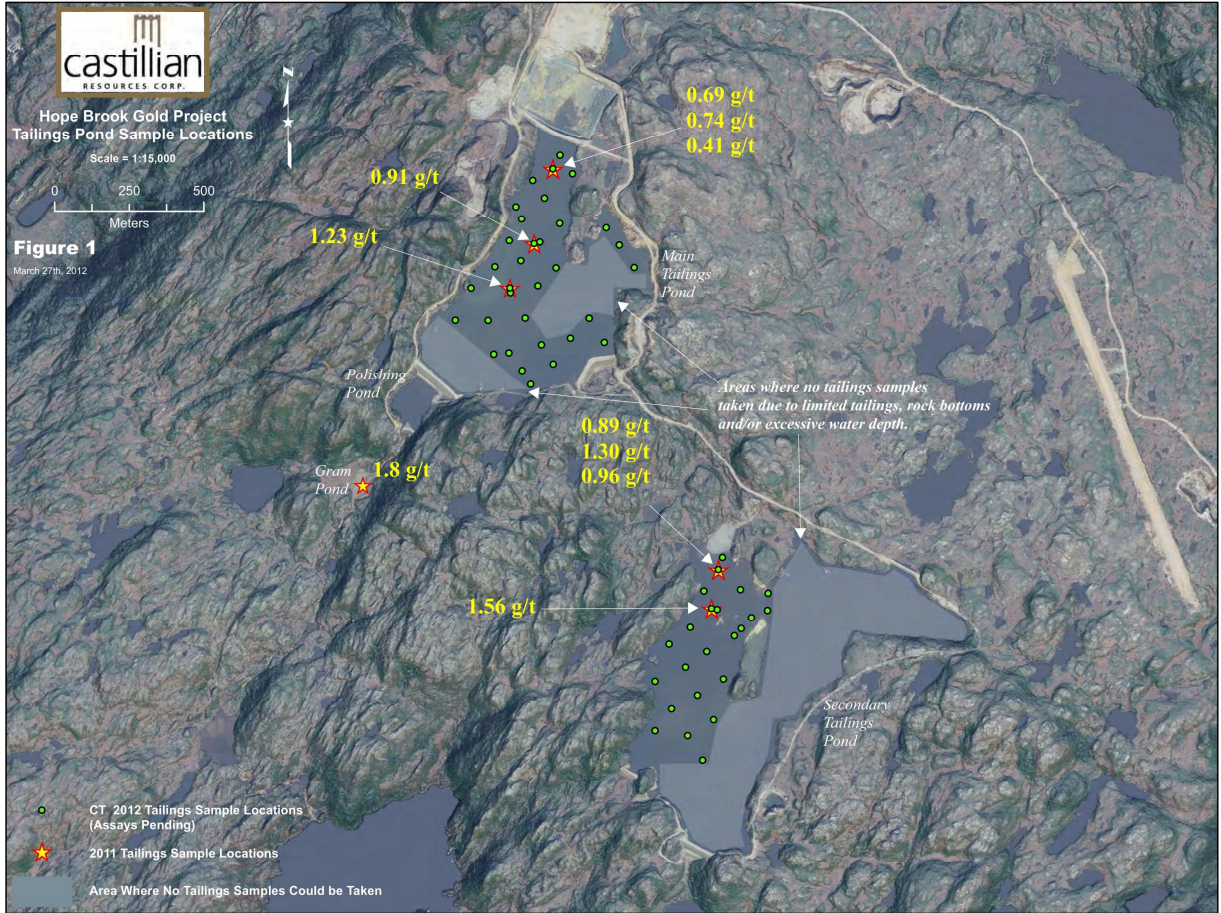 castillian
RESOURCES CORP.
Hope Brook Gold Project
Tailings Pond Sample Locations
Scale = 1:15,000
0 250 500
Meters
Figure 1
March 27th, 2012
N
0.69 g/t
0.74 g/t
0.41 g/t
0.91 g/t
1.23 g/t
Main
Tailings
Pond
Polishing
Pond
Areas where no tailings samples
taken due to limited tailings, rock bottoms
and/or excessive water depth.
0.89 g/t
1.30 g/t
0.96 g/t
Gram
Pond
1.8 g/t
1.56 g/t
Secondary
Tailings
Pond
CT 2012 Tailings Sample Locations
(Assays Pending)
2011 Tailings Sample Locations
Area Where No Tailings Samples Could be Taken